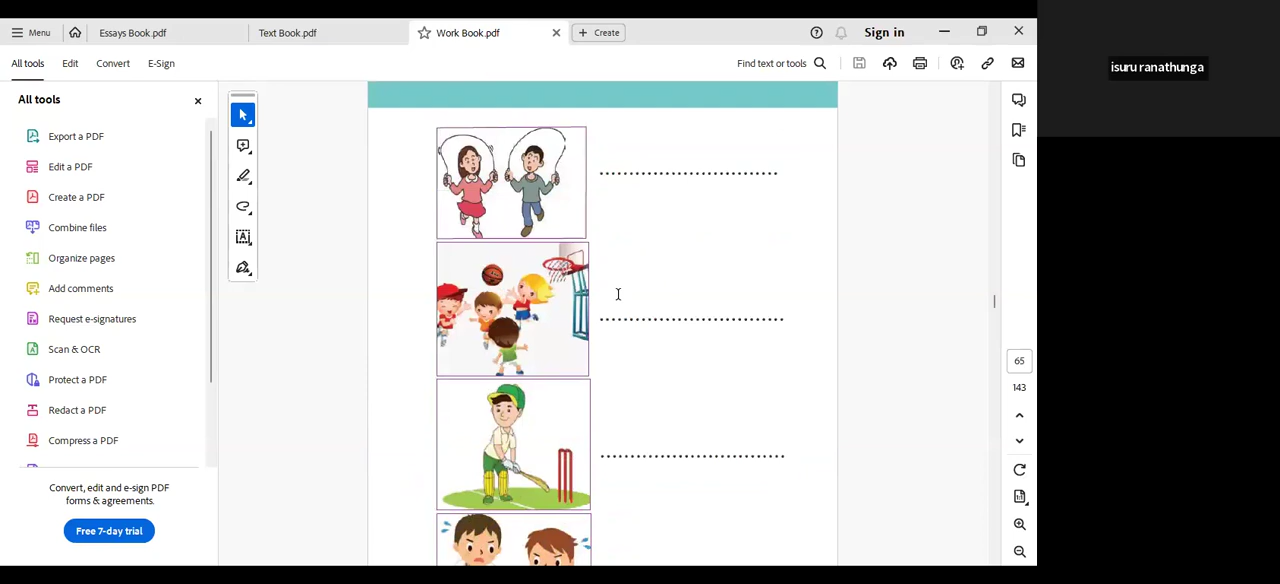 Menu
Essays Book.pdf
Text Book.pdf
Work Book.pdf
Create
Sign in
All tools
Edit
Convert
E-Sign
Find text or tools
All tools
Export a PDF
Edit a PDF
Create a PDF
Combine files
Organize pages
Add comments
Request e-signatures
Scan & OCR
Protect a PDF
Redact a PDF
Compress a PDF
Convert, edit and e-sign PDF
forms & agreements.
Free 7-day trial
65
143
isuru ranathunga